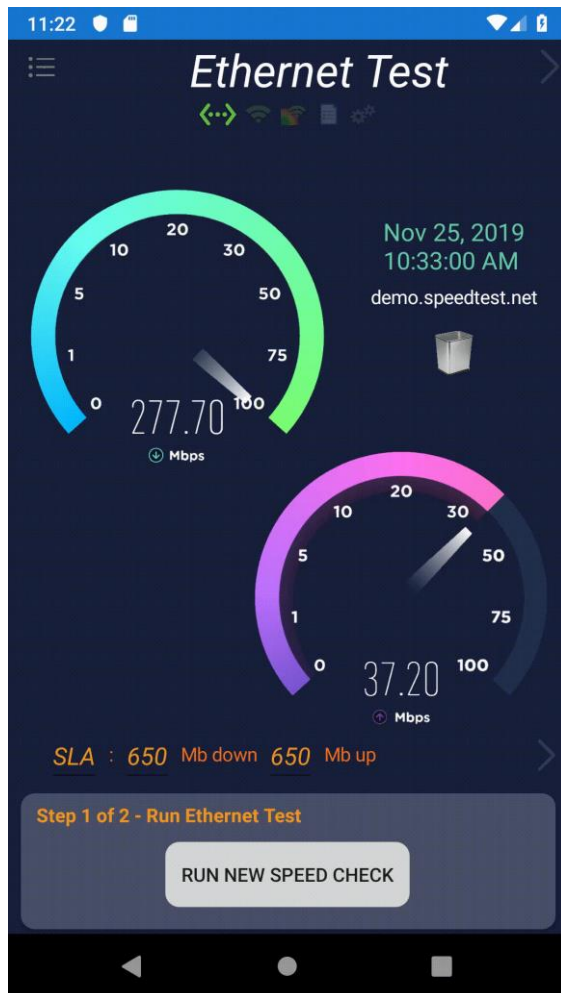 11:22
Ethernet Test
Nov 25, 2019
10:33:00 AM
demo.speedtest.net
0
1
5
10
20
30
50
75
100
277.70
Mbps
0
1
5
10
20
30
50
75
100
37.20
Mbps
SLA : 650 Mb down 650 Mb up
Step 1 of 2 - Run Ethernet Test
RUN NEW SPEED CHECK